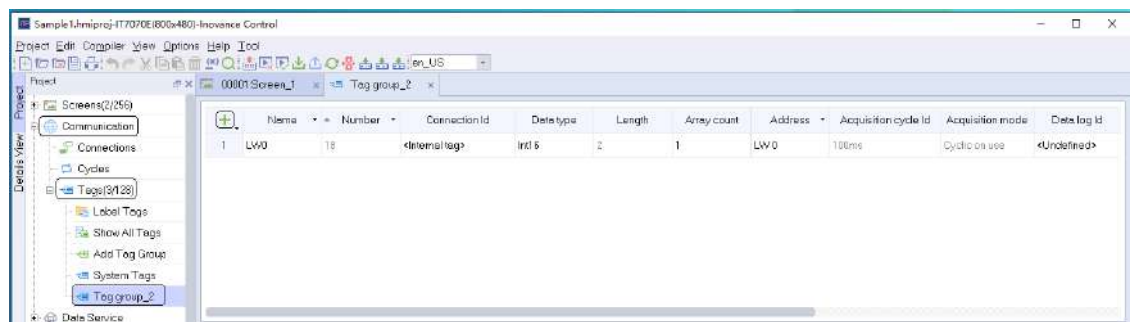 Sample1.hmiproj-IT7070E(800x480)-Inovance Control
Project Edit Compiler View Options Help Tool
en_US
Project
Details View
Project
Screens(2/256)
Communication
Connections
Cycles
Tags(3/128)
Label Tags
Show All Tags
Add Tag Group
System Tags
Tag group_2
Data Service
00001 Screen_1
Tag group_2
Name Number Connection Id Data type Length Array count Address Acquisition cycle Id Acquisition mode Data log Id
1 LW0 18 <Internal tag> Int16 2 1 LW 0 100ms Cyclic on use <Undefined>